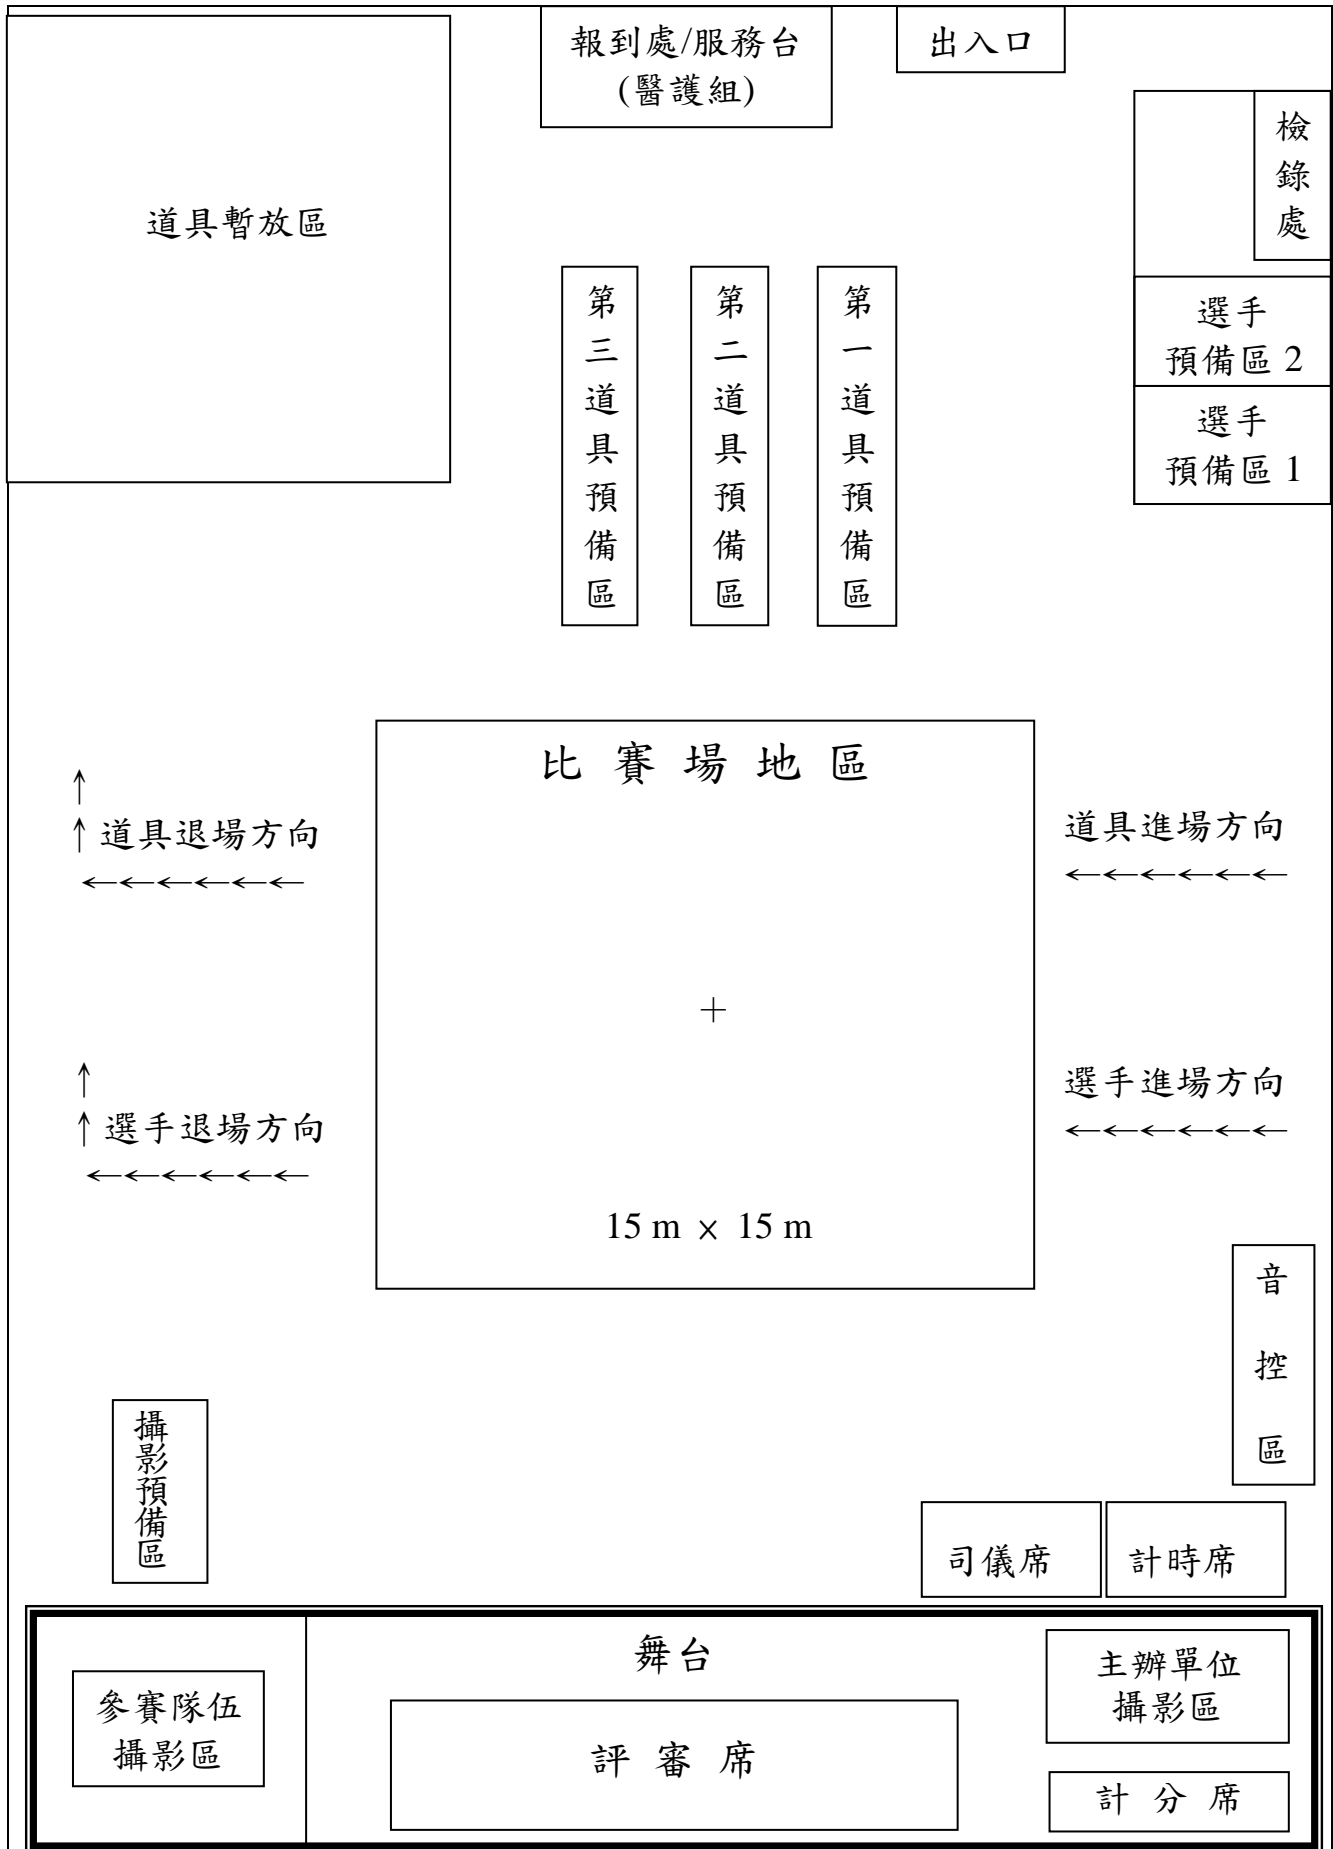 報到處/服務台
(醫護組)
出入口
檢錄處
道具暫放區
第三道具預備區
第二道具預備區
第一道具預備區
選手
預備區 2
選手
預備區 1
比賽場地區
↑
↑道具退場方向
←←←←←←
道具進場方向
←←←←←←
＋
↑
↑選手退場方向
←←←←←←
選手進場方向
←←←←←←
15 m × 15 m
音控區
攝影預備區
司儀席
計時席
舞台
參賽隊伍
攝影區
評審席
主辦單位
攝影區
計分席